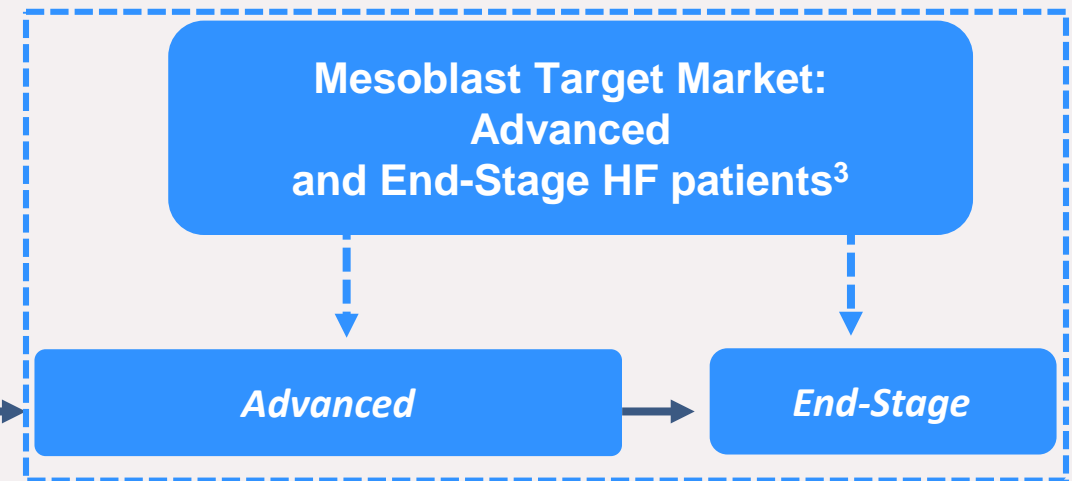 Mesoblast Target Market:
Advanced
and End-Stage HF patients³
Advanced
End-Stage